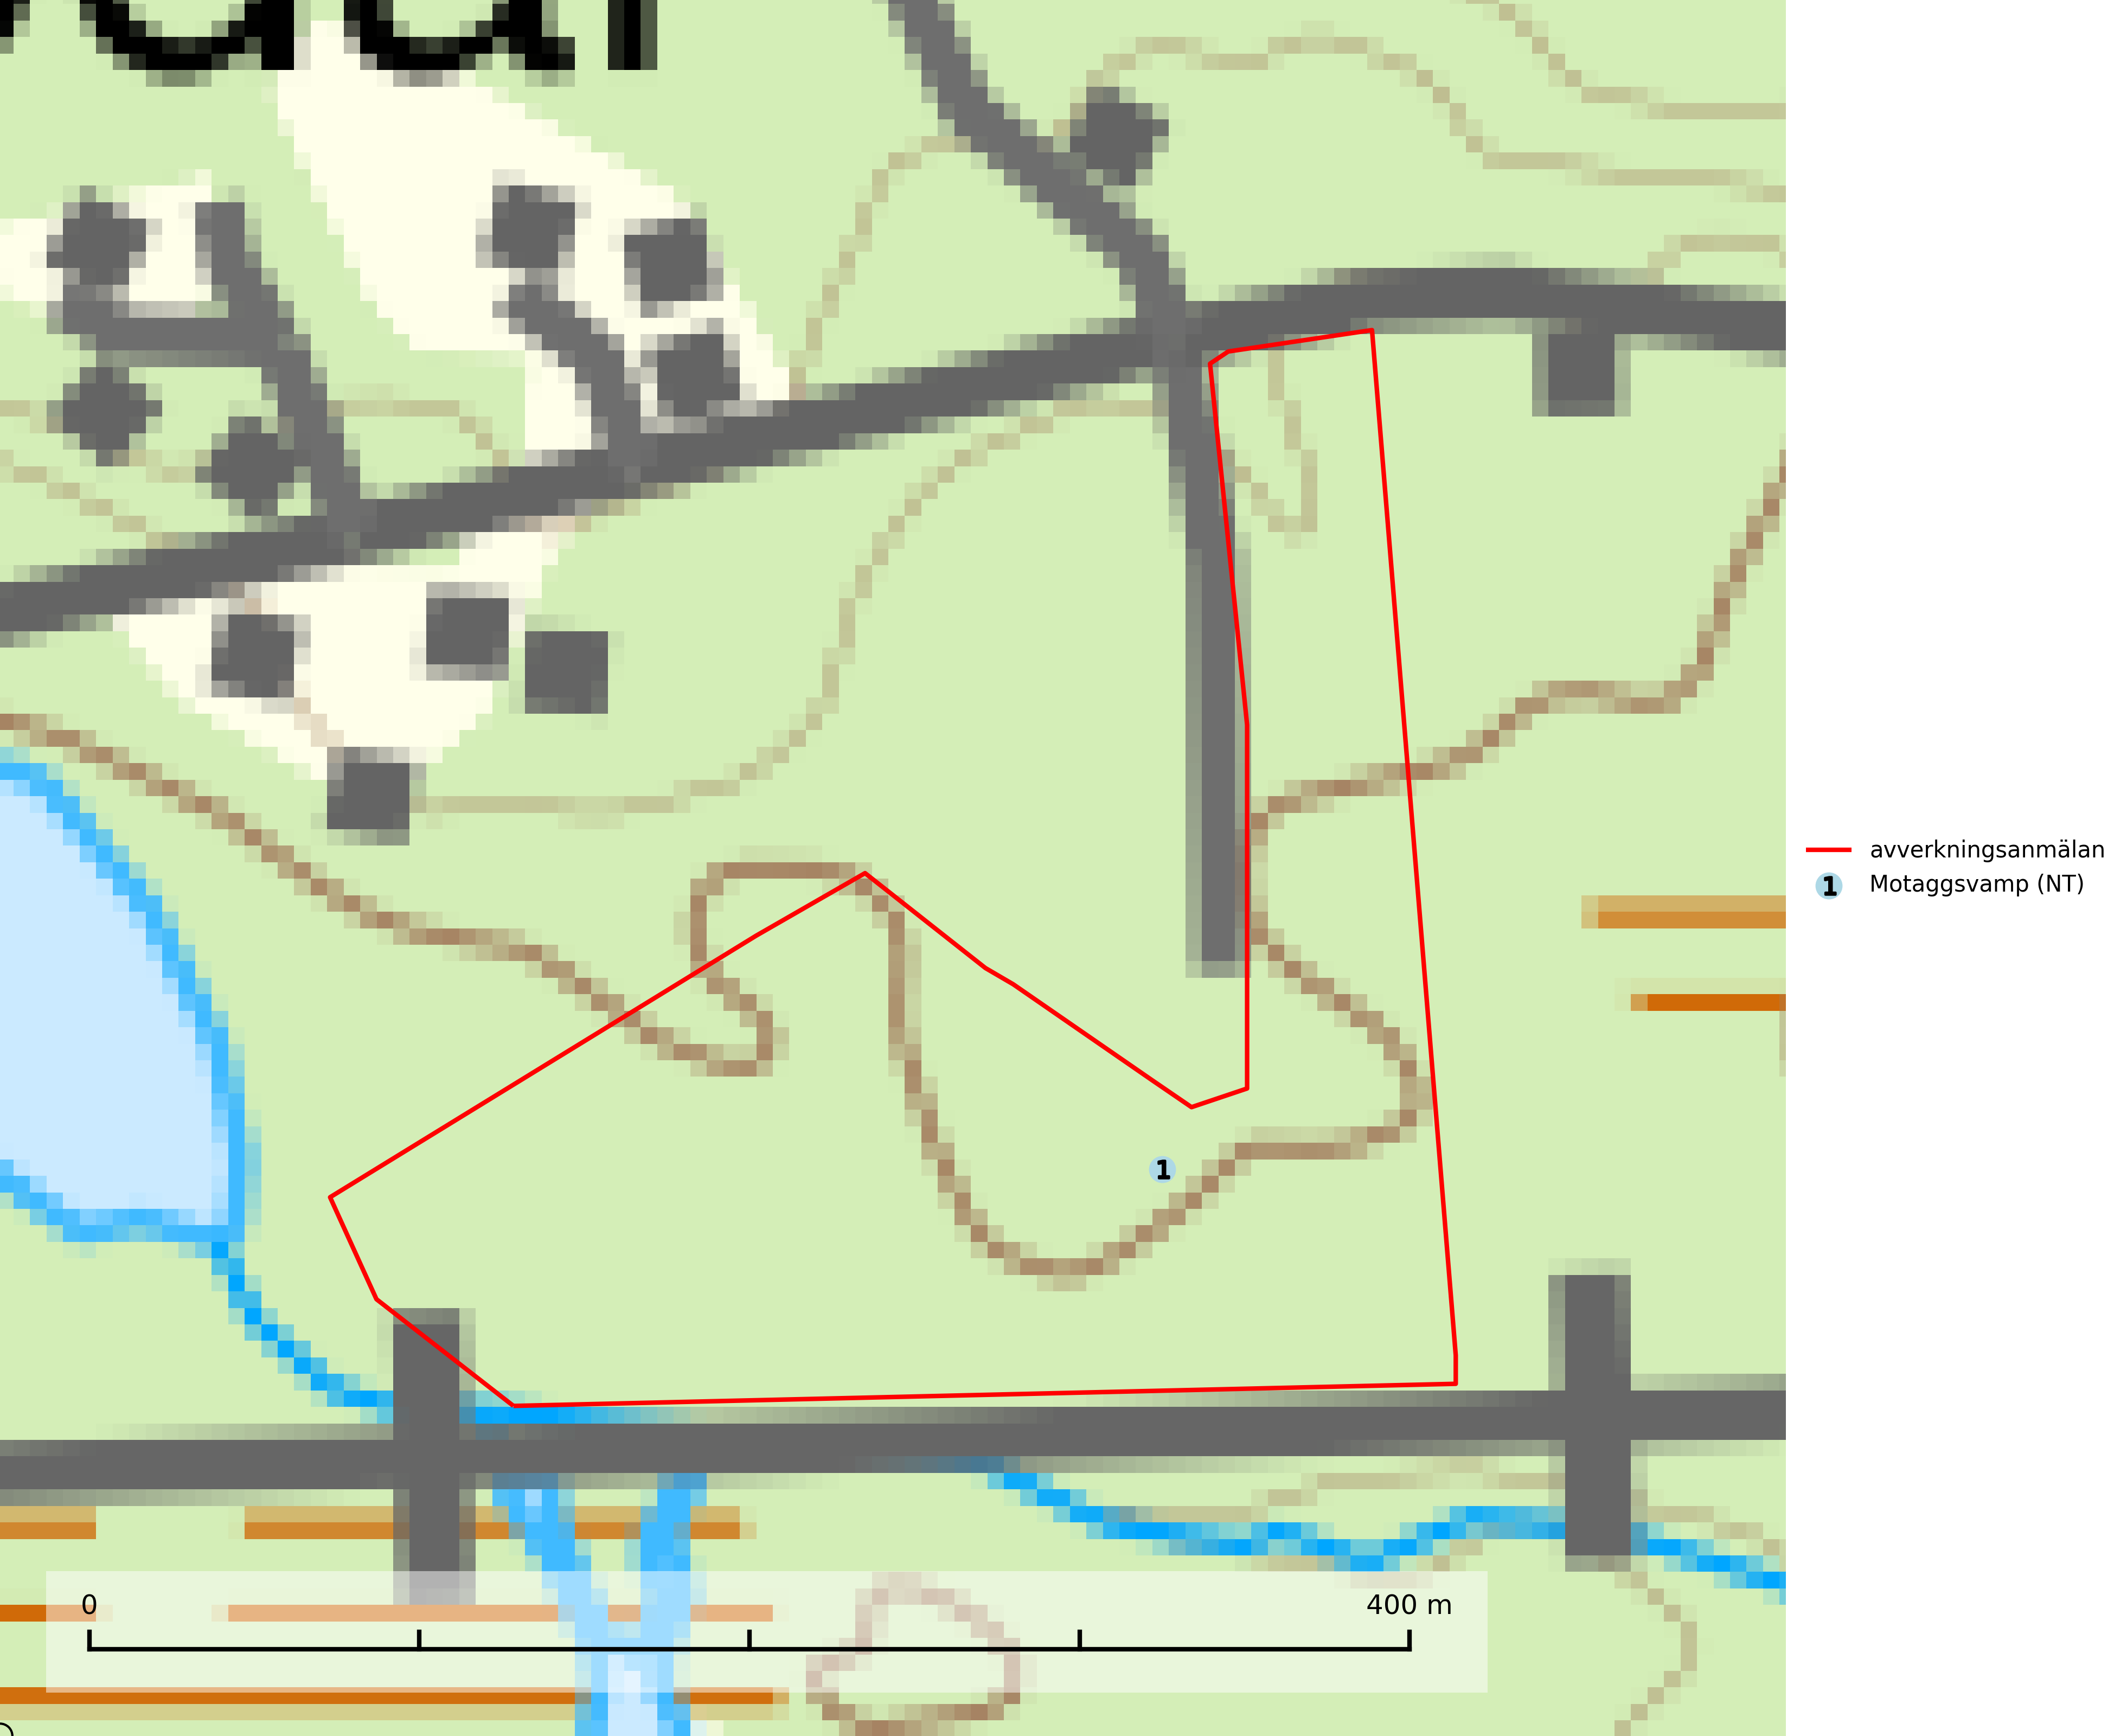 avverkningsanmälan
1 Motaggsvamp (NT)
1
0 400 m